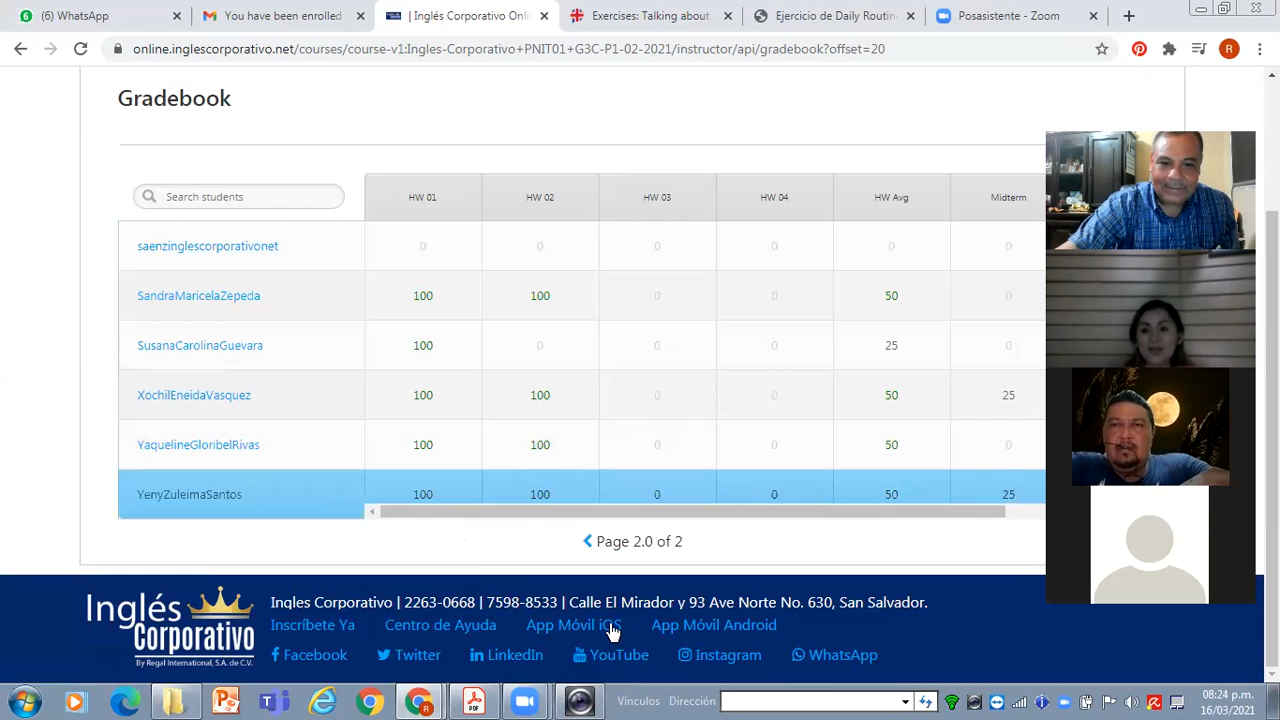 (6) WhatsApp
You have been enrolled
| Inglés Corporativo Onli
Exercises: Talking about
Ejercicio de Daily Routin
Posasistente - Zoom
online.inglescorporativo.net/courses/course-v1:Ingles-Corporativo+PNIT01+G3C-P1-02-2021/instructor/api/gradebook?offset=20
R
Gradebook
Search students
HW 01 HW 02 HW 03 HW 04 HW Avg Midterm
saenzinglescorporativonet 0 0 0 0 0 0
SandraMaricelaZepeda 100 100 0 0 50 0
SusanaCarolinaGuevara 100 0 0 0 25 0
XochilEneidaVasquez 100 100 0 0 50 25
YaquelineGloribelRivas 100 100 0 0 50 0
YenyZuleimaSantos 100 100 0 0 50 25
Page 2.0 of 2
Inglés
Corporativo
By Regal International, S.A. de C.V.
Ingles Corporativo | 2263-0668 | 7598-8533 | Calle El Mirador y 93 Ave Norte No. 630, San Salvador.
Inscríbete Ya Centro de Ayuda App Móvil iOS App Móvil Android
Facebook Twitter LinkedIn YouTube Instagram WhatsApp
Vínculos Dirección
08:24 p.m.
16/03/2021